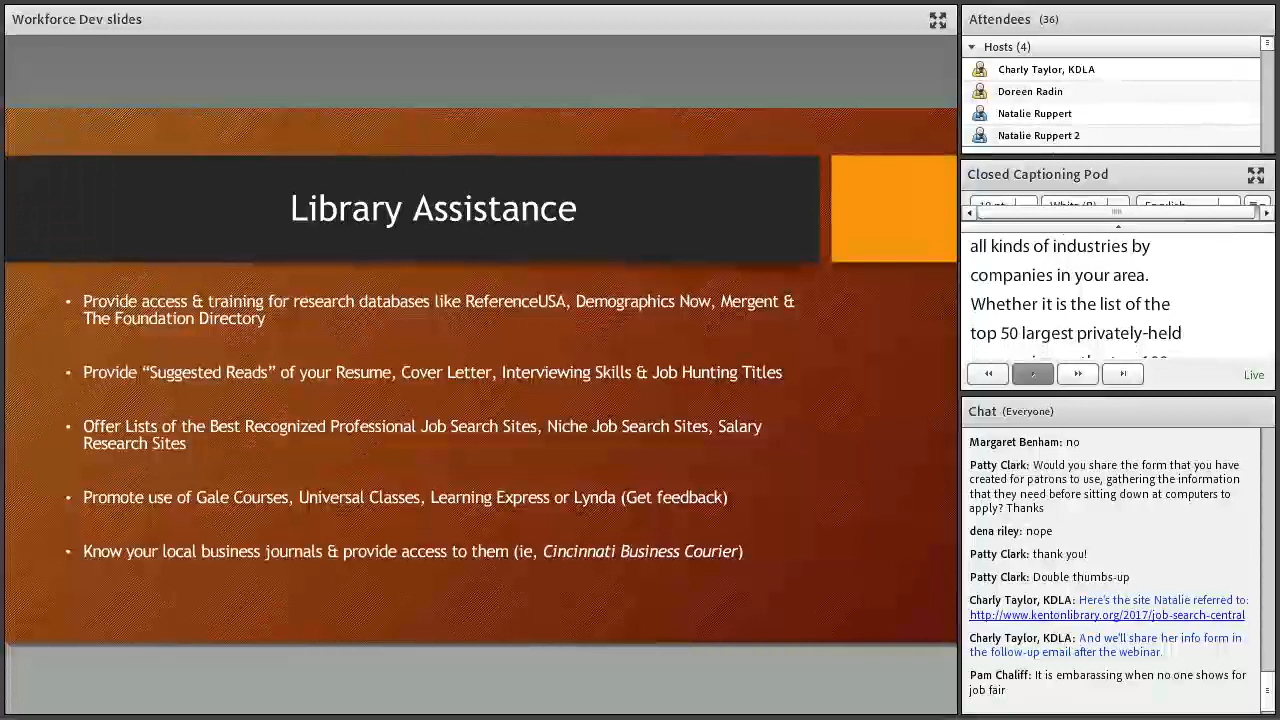 Workforce Dev slides
Library Assistance
• Provide access & training for research databases like ReferenceUSA, Demographics Now, Mergent &
The Foundation Directory
• Provide “Suggested Reads” of your Resume, Cover Letter, Interviewing Skills & Job Hunting Titles
• Offer Lists of the Best Recognized Professional Job Search Sites, Niche Job Search Sites, Salary
Research Sites
• Promote use of Gale Courses, Universal Classes, Learning Express or Lynda (Get feedback)
• Know your local business journals & provide access to them (ie, Cincinnati Business Courier)
Attendees (36)
Hosts (4)
Charly Taylor, KDLA
Doreen Radin
Natalie Ruppert
Natalie Ruppert 2
Closed Captioning Pod
English
all kinds of industries by
companies in your area.
Whether it is the list of the
top 50 largest privately-held
Live
Chat (Everyone)
Margaret Benham: no
Patty Clark: Would you share the form that you have
created for patrons to use, gathering the information
that they need before sitting down at computers to
apply? Thanks
dena riley: nope
Patty Clark: thank you!
Patty Clark: Double thumbs-up
Charly Taylor, KDLA: Here's the site Natalie referred to:
http://www.kentonlibrary.org/2017/job-search-central
Charly Taylor, KDLA: And we'll share her info form in
the follow-up email after the webinar.
Pam Chaliff: It is embarassing when no one shows for
job fair